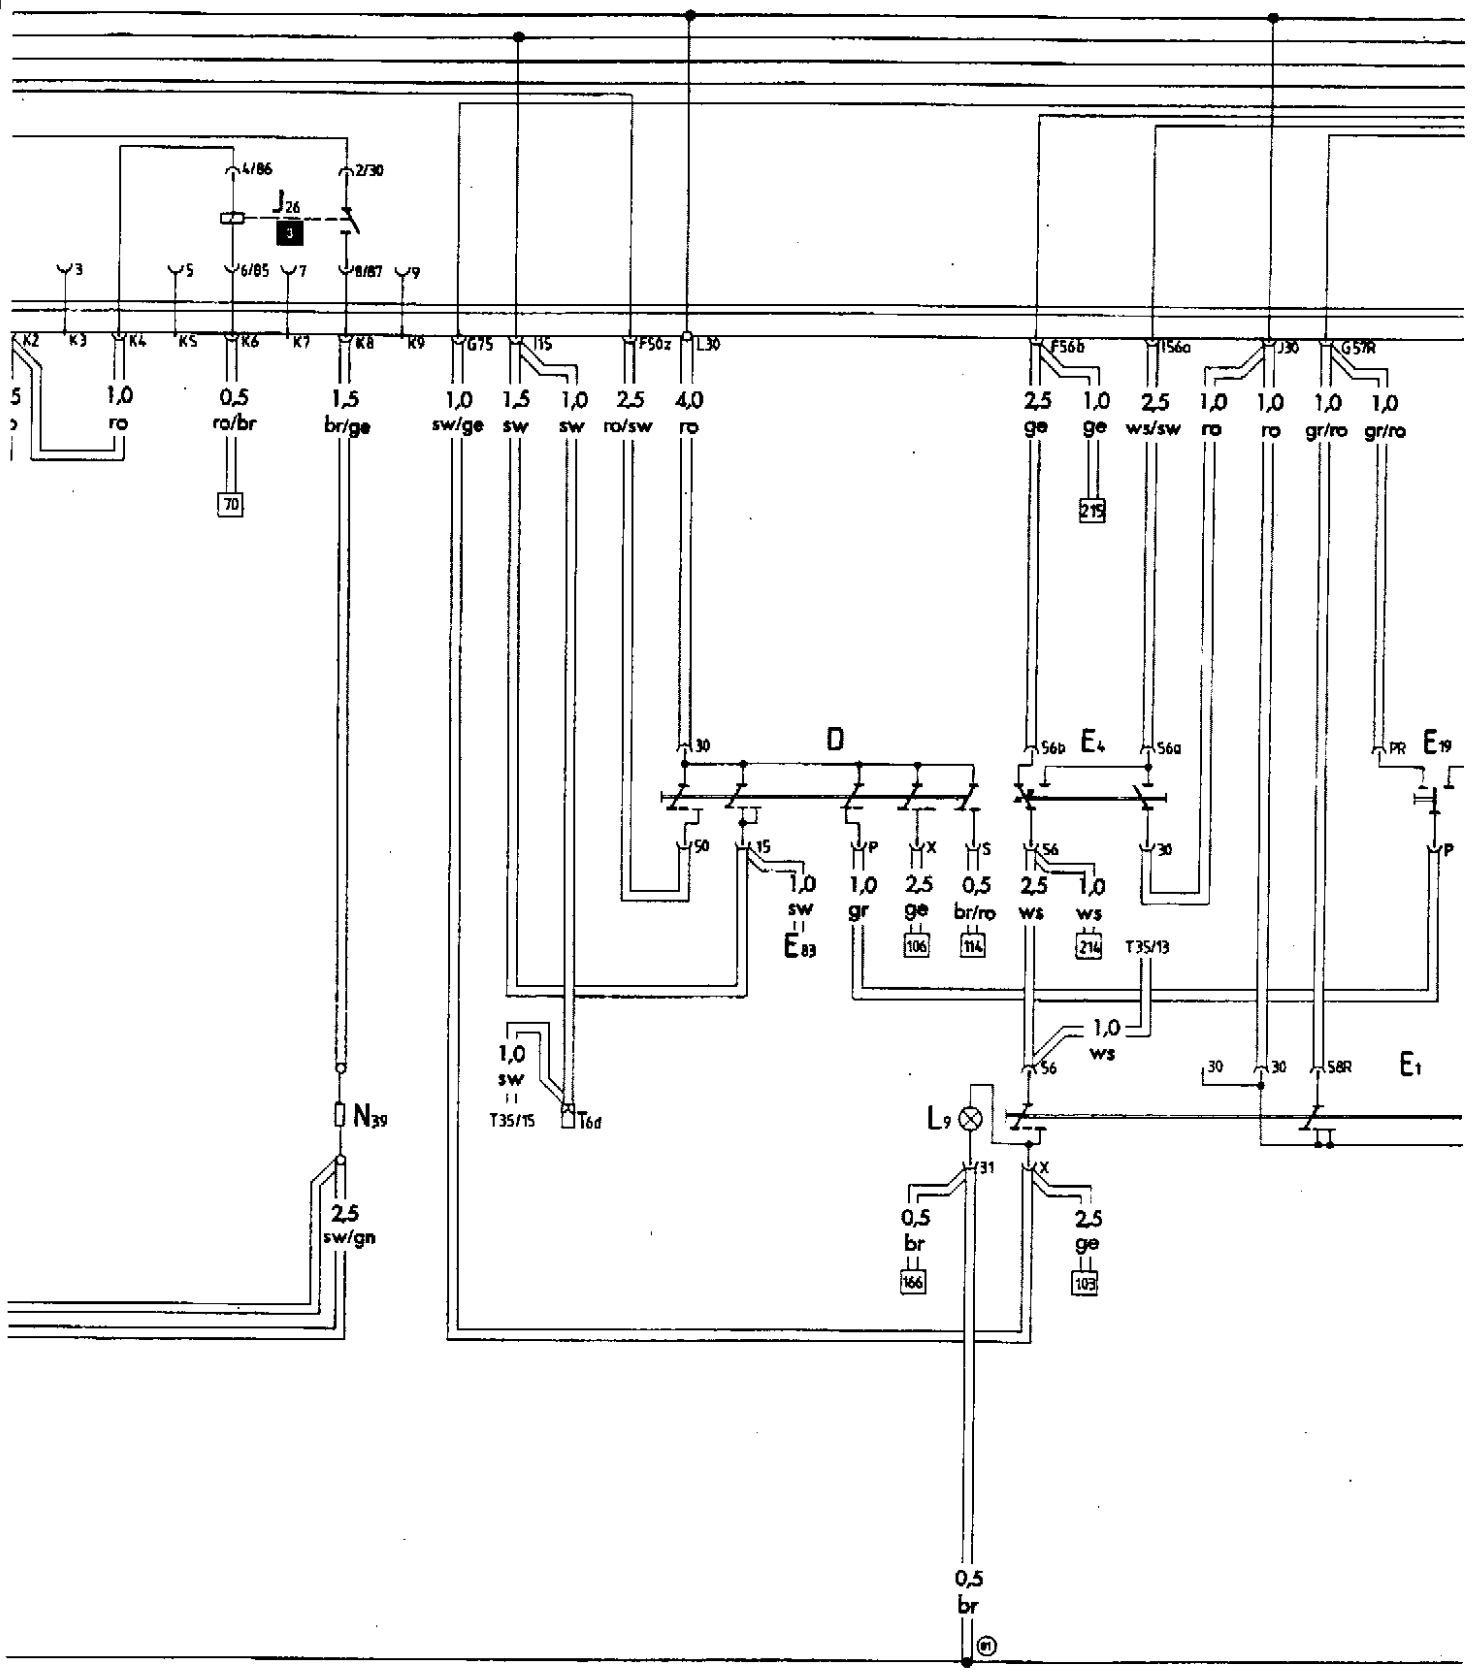 4/86 2/30
J26
3
3 5 6/85 7 8/87 9
K2 K3 K4 K5 K6 K7 K8 K9 G75 I15 F50z L30 F56b I56a J30 G57R
5 1,0 0,5 1,5 1,0 1,5 1,0 2,5 4,0 2,5 1,0 2,5 1,0 1,0 1,0 1,0
ro ro/br br/ge sw/ge sw sw ro/sw ro ge ge ws/sw ro ro gr/ro gr/ro
70 215
30 D 56b E4 56a PR E19
50 15 P X S 56 30 P
1,0 1,0 2,5 0,5 2,5 1,0
sw gr ge br/ro ws ws
E83 106 114 214 T35/13
1,0
ws
1,0
sw
56 30 30 58R E1
T35/15 T6d
N39 L9
31 X
2,5 0,5 2,5
sw/gn br ge
166 103
0,5
br
81